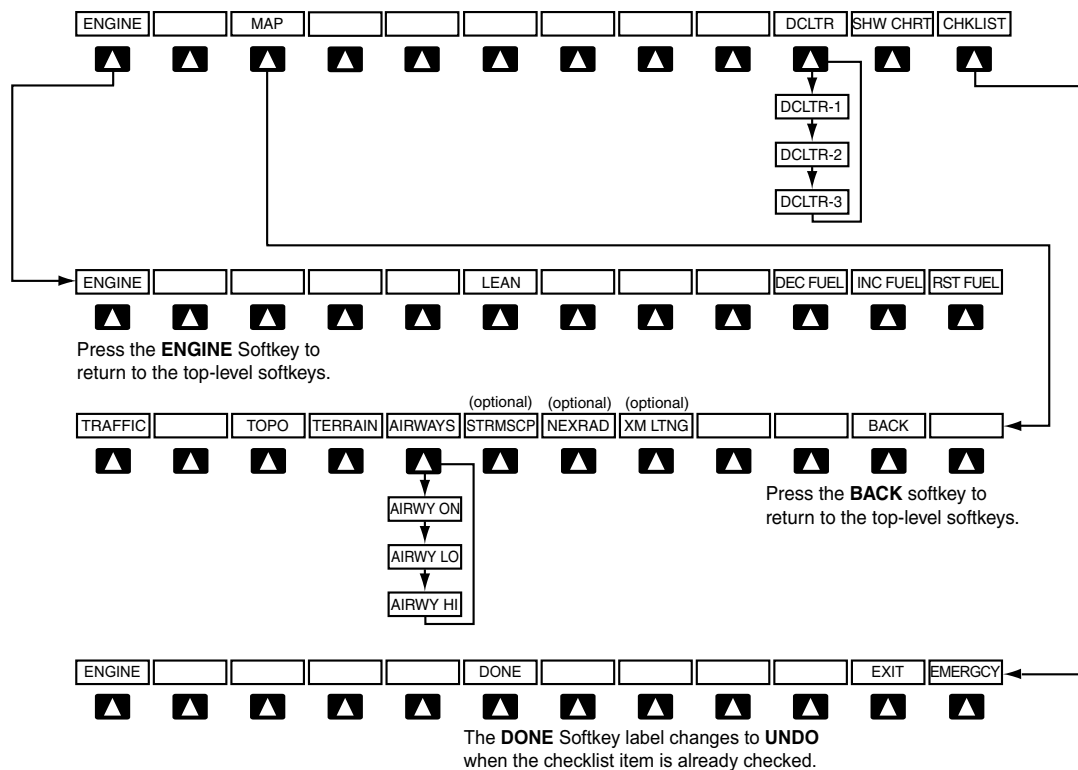 ENGINE MAP DCLTR SHW CHRT CHKLIST
DCLTR-1
DCLTR-2
DCLTR-3
ENGINE LEAN DEC FUEL INC FUEL RST FUEL
Press the ENGINE Softkey to
return to the top-level softkeys.
(optional) (optional) (optional)
TRAFFIC TOPO TERRAIN AIRWAYS STRMSCP NEXRAD XM LTNG BACK
Press the BACK softkey to
return to the top-level softkeys.
AIRWY ON
AIRWY LO
AIRWY HI
ENGINE DONE EXIT EMERGCY
The DONE Softkey label changes to UNDO
when the checklist item is already checked.